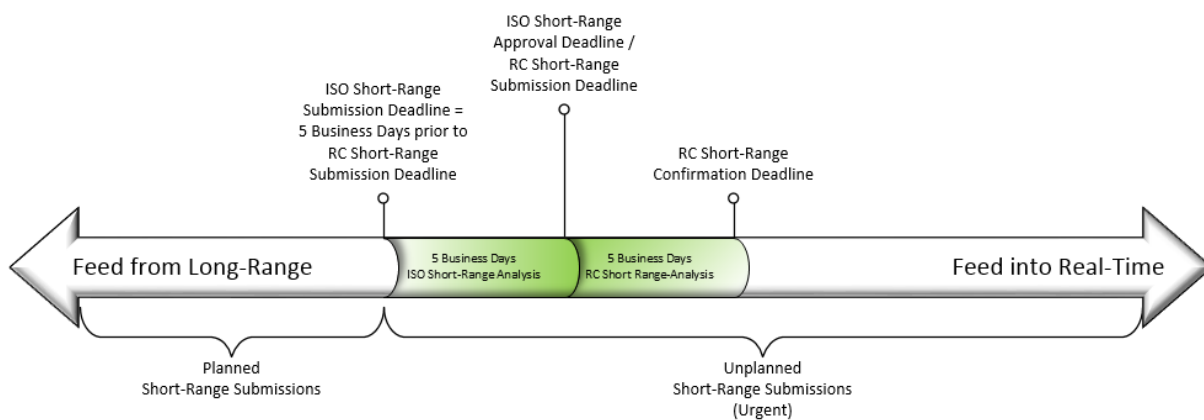 ISO Short-Range
Approval Deadline /
RC Short-Range
Submission Deadline
ISO Short-Range
Submission Deadline =
5 Business Days prior to
RC Short-Range
Submission Deadline
RC Short-Range
Confirmation Deadline
Feed from Long-Range
5 Business Days
ISO Short-Range Analysis
5 Business Days
RC Short Range-Analysis
Feed into Real-Time
Planned
Short-Range Submissions
Unplanned
Short-Range Submissions
(Urgent)